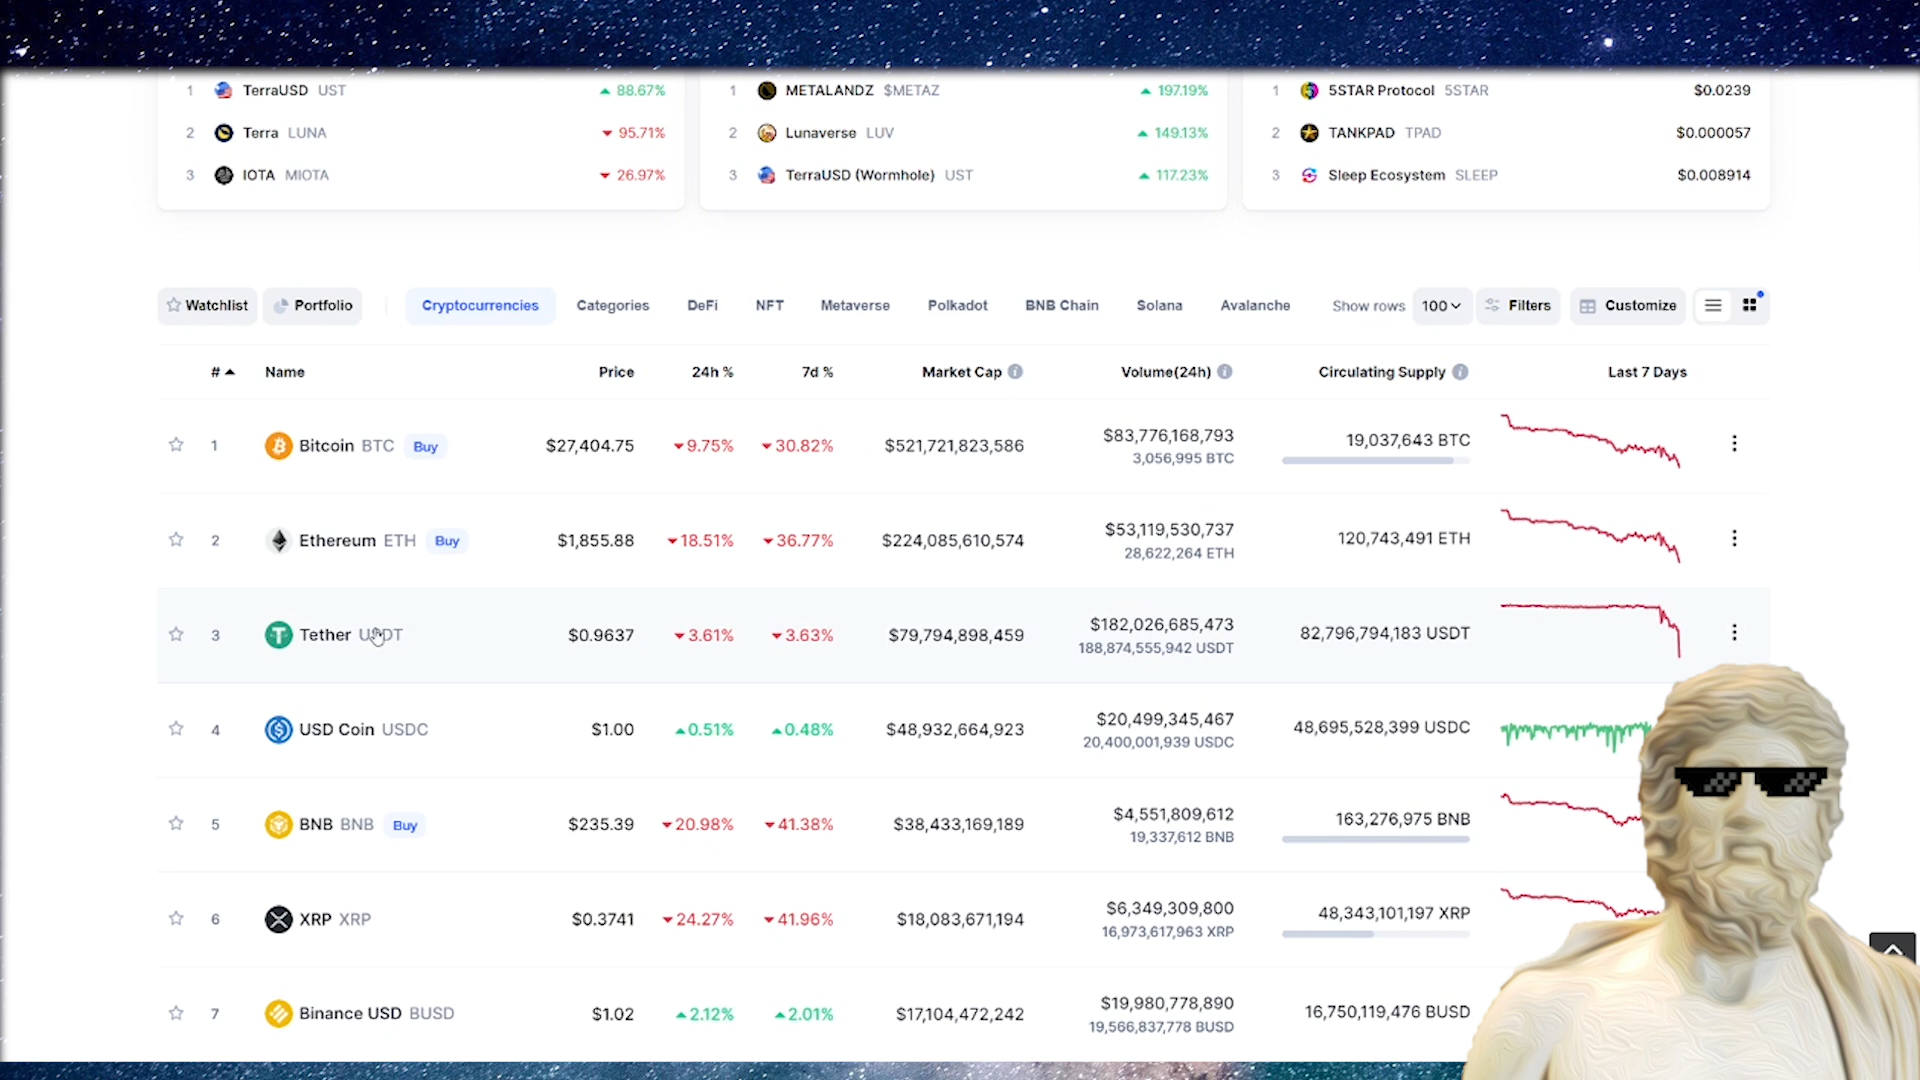 1 TerraUSD UST 88.67%
2 Terra LUNA 95.71%
3 IOTA MIOTA 26.97%
1 METALANDZ $METAZ 197.19%
2 Lunaverse LUV 149.13%
3 TerraUSD (Wormhole) UST 117.23%
1 5STAR Protocol 5STAR $0.0239
2 TANKPAD TPAD $0.000057
3 Sleep Ecosystem SLEEP $0.008914
Watchlist Portfolio Cryptocurrencies Categories DeFi NFT Metaverse Polkadot BNB Chain Solana Avalanche Show rows 100 Filters Customize
# Name Price 24h % 7d % Market Cap Volume(24h) Circulating Supply Last 7 Days
1 Bitcoin BTC Buy $27,404.75 9.75% 30.82% $521,721,823,586 $83,776,168,793 19,037,643 BTC
3,056,995 BTC
2 Ethereum ETH Buy $1,855.88 18.51% 36.77% $224,085,610,574 $53,119,530,737 120,743,491 ETH
28,622,264 ETH
3 Tether USDT $0.9637 3.61% 3.63% $79,794,898,459 $182,026,685,473 82,796,794,183 USDT
188,874,555,942 USDT
4 USD Coin USDC $1.00 0.51% 0.48% $48,932,664,923 $20,499,345,467 48,695,528,399 USDC
20,400,001,939 USDC
5 BNB BNB Buy $235.39 20.98% 41.38% $38,433,169,189 $4,551,809,612 163,276,975 BNB
19,337,612 BNB
6 XRP XRP $0.3741 24.27% 41.96% $18,083,671,194 $6,349,309,800 48,343,101,197 XRP
16,973,617,963 XRP
7 Binance USD BUSD $1.02 2.12% 2.01% $17,104,472,242 $19,980,778,890 16,750,119,476 BUSD
19,566,837,778 BUSD